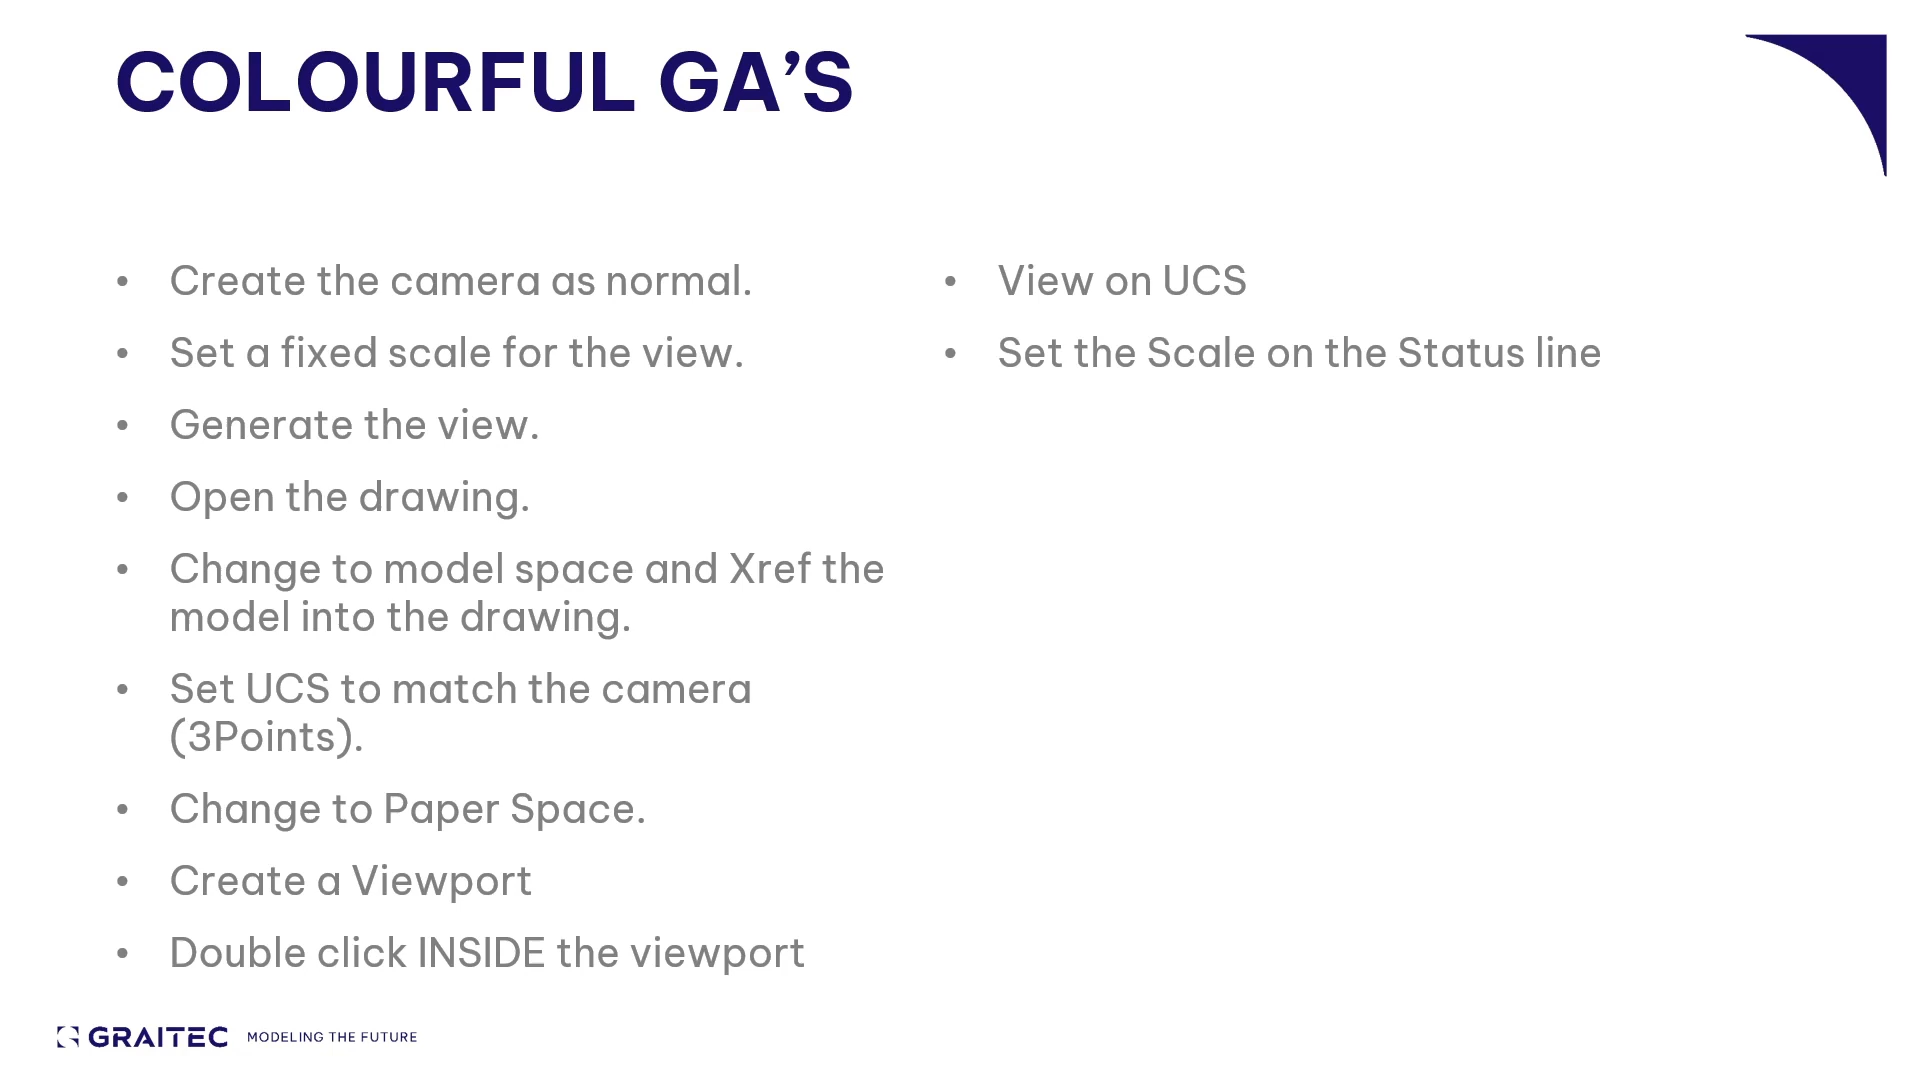 COLOURFUL GA’S
• Create the camera as normal.
• Set a fixed scale for the view.
• Generate the view.
• Open the drawing.
• Change to model space and Xref the
model into the drawing.
• Set UCS to match the camera
(3Points).
• Change to Paper Space.
• Create a Viewport
• Double click INSIDE the viewport
• View on UCS
• Set the Scale on the Status line
GRAITEC MODELING THE FUTURE